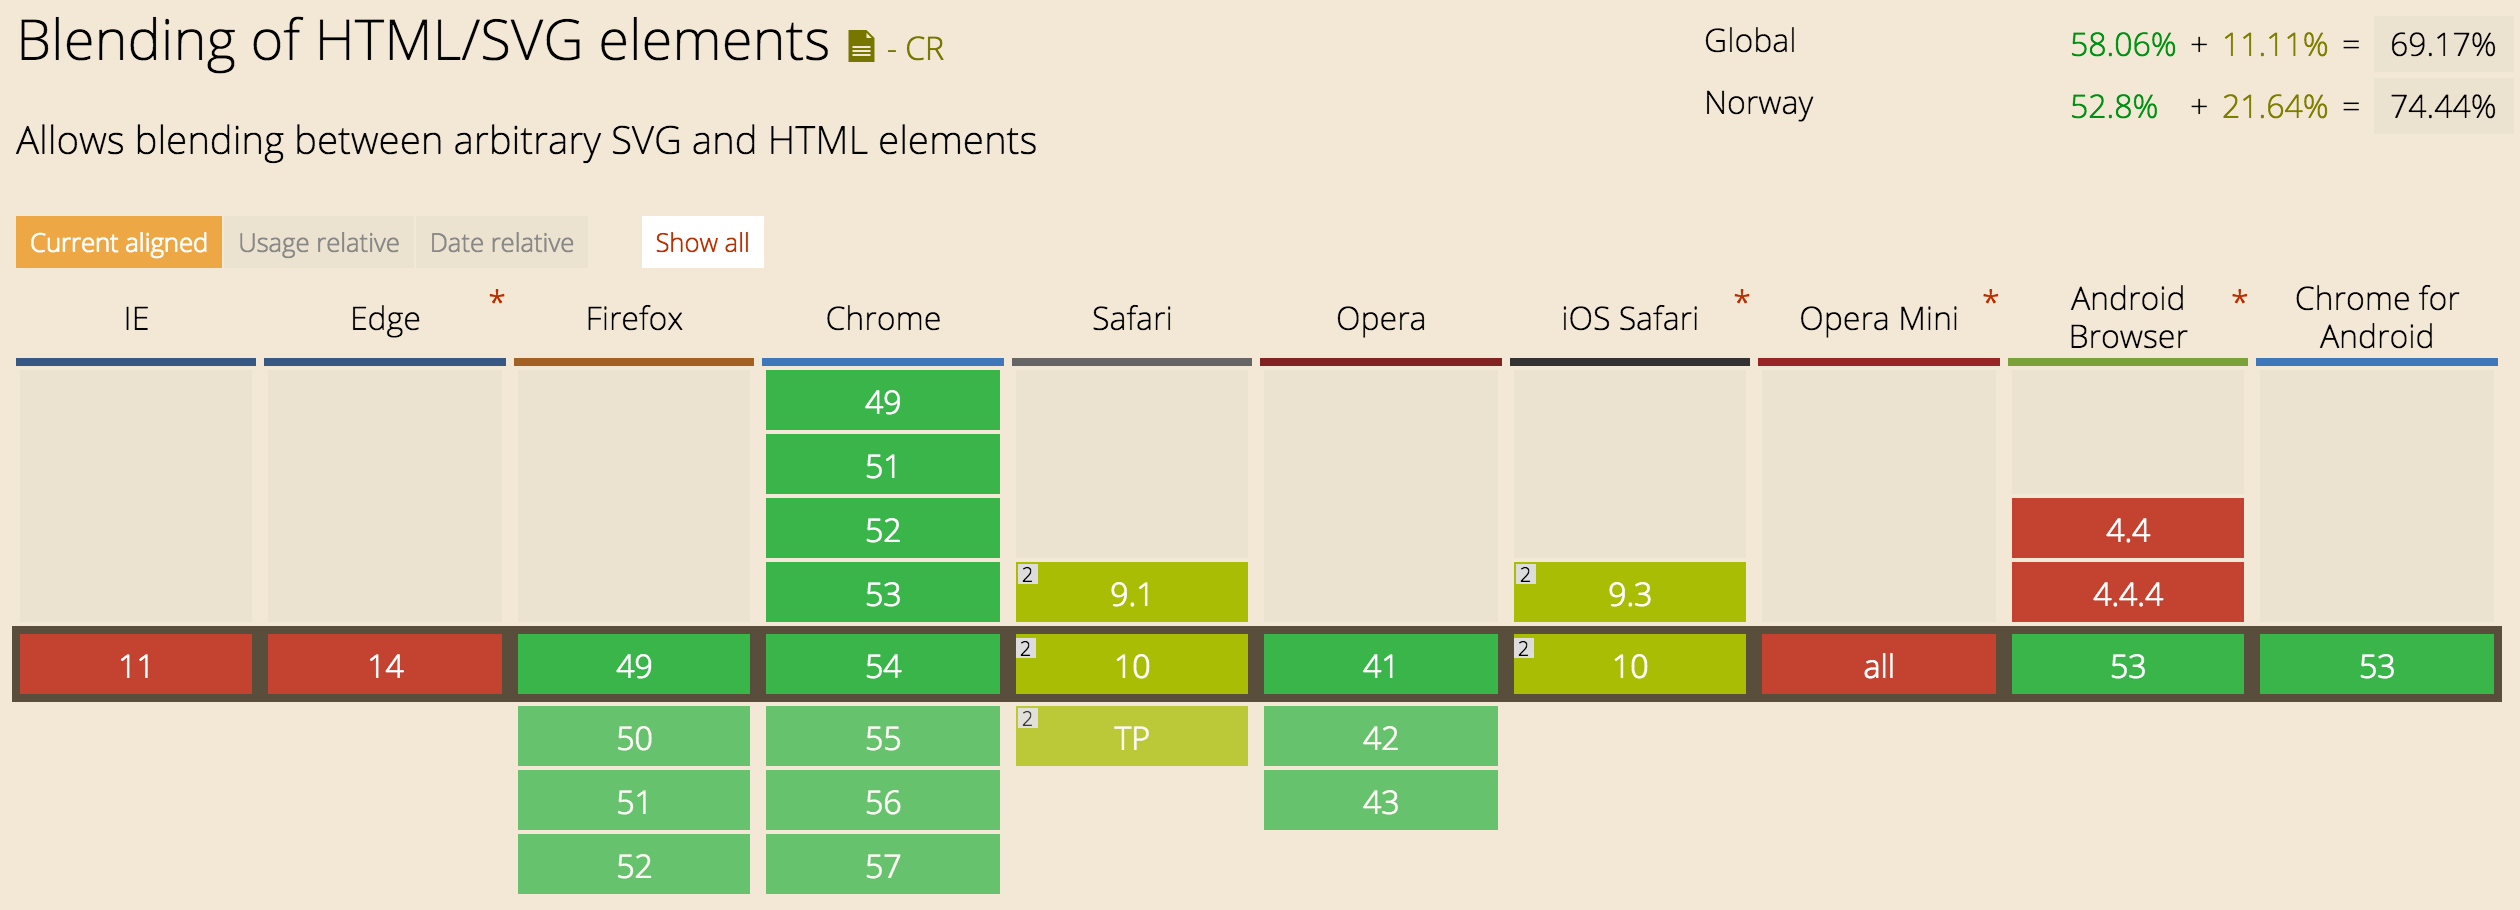 Blending of HTML/SVG elements - CR
Global 58.06% + 11.11% = 69.17%
Norway 52.8% + 21.64% = 74.44%
Allows blending between arbitrary SVG and HTML elements
Current aligned Usage relative Date relative Show all
IE Edge * Firefox Chrome Safari Opera iOS Safari * Opera Mini * Android Browser * Chrome for Android
49
51
52 4.4
53 2 9.1 2 9.3 4.4.4
11 14 49 54 2 10 41 2 10 all 53 53
50 55 2 TP 42
51 56 43
52 57